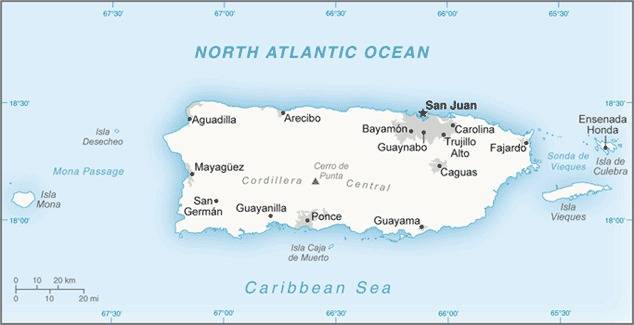 67'30'
67'00'
66'30'
66'00'
65'30'
NORTH ATLANTIC OCEAN
18'30'
18'30'
San Juan
Aguadilla
Arecibo
Bayamón
Carolina
Ensenada
Honda
Isla
Desecheo
Guaynabo
Trujillo
Alto
Fajardo
Sonda de
Vieques
Isla de
Culebra
Mona Passage
Mayagüez
Cerro de
Punta
Cordillera
Central
Caguas
Isla
Mona
San
Germán
Guayanilla
Ponce
Guayama
Isla
Vieques
18'00'
18'00'
Isla Caja
de Muerto
Caribbean Sea
0 10 20 km
0 10 20 mi
67'30'
67'00'
66'30'
66'00'
65'30'